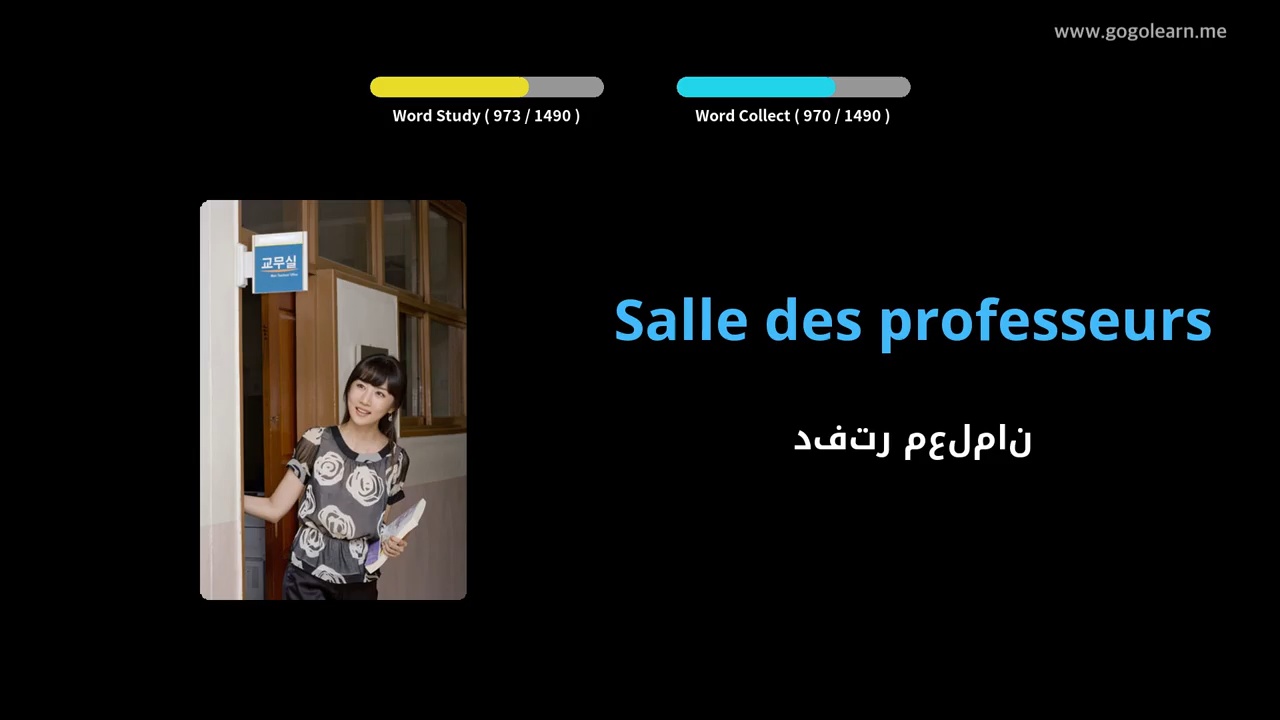 www.gogolearn.me
Word Study ( 973 / 1490 )
Word Collect ( 970 / 1490 )
교무실
Salle des professeurs
دفتر معلمان